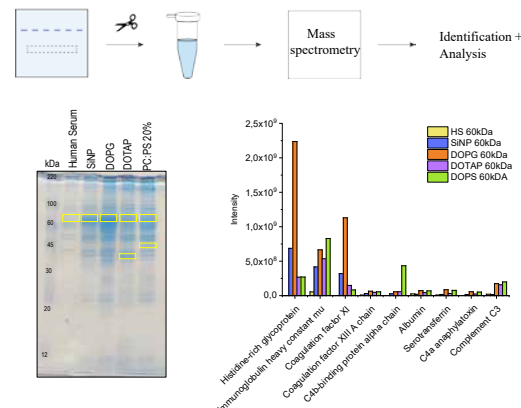 Mass
spectrometry
Identification +
Analysis
kDa
Human Serum
SiNP
DOPG
DOTAP
PC:PS 20%
220
100
60
45
30
20
12
2,5x10⁹
2,0x10⁹
1,5x10⁹
1,0x10⁹
5,0x10⁸
0,0
Intensity
HS 60kDa
SiNP 60kDa
DOPG 60kDa
DOTAP 60kDa
DOPS 60kDA
Histidine-rich glycoprotein
Immunoglobulin heavy constant mu
Coagulation factor XI
Coagulation factor XIII A chain
C4b-binding protein alpha chain
Albumin
Serotransferrin
C4a anaphylatoxin
Complement C3